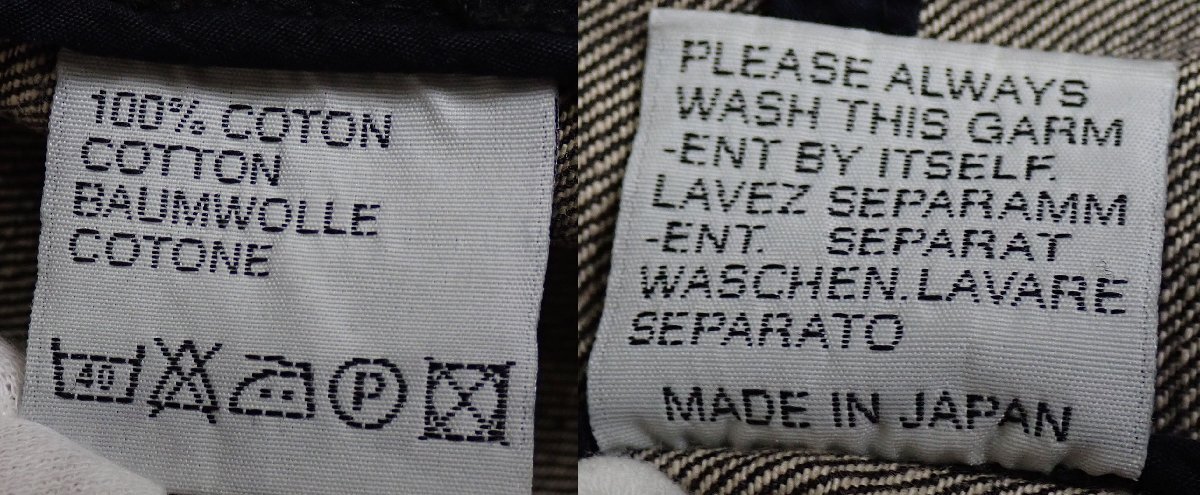 100% COTON
COTTON
BAUMWOLLE
COTONE
40
P
PLEASE ALWAYS
WASH THIS GARM
-ENT BY ITSELF.
LAVEZ SEPARAMM
-ENT. SEPARAT
WASCHEN.LAVARE
SEPARATO
MADE IN JAPAN